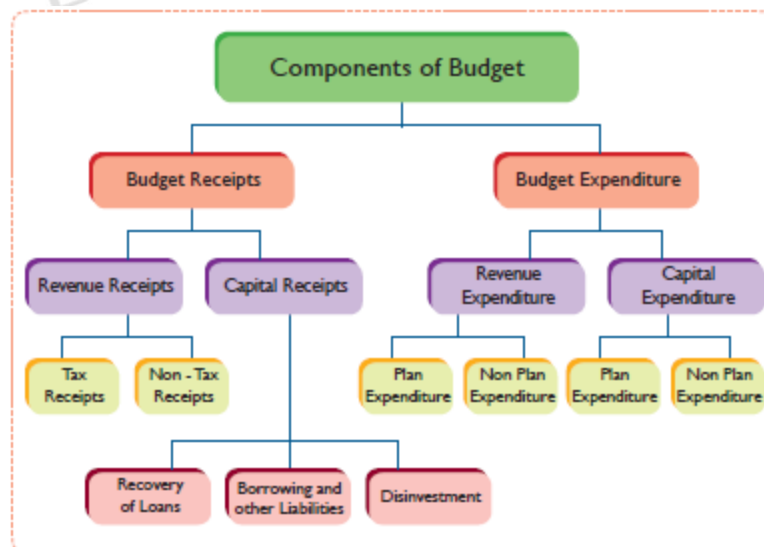 Components of Budget
Budget Receipts
Budget Expenditure
Revenue Receipts
Capital Receipts
Revenue
Expenditure
Capital
Expenditure
Tax
Receipts
Non - Tax
Receipts
Plan
Expenditure
Non Plan
Expenditure
Plan
Expenditure
Non Plan
Expenditure
Recovery
of Loans
Borrowing and
other Liabilities
Disinvestment